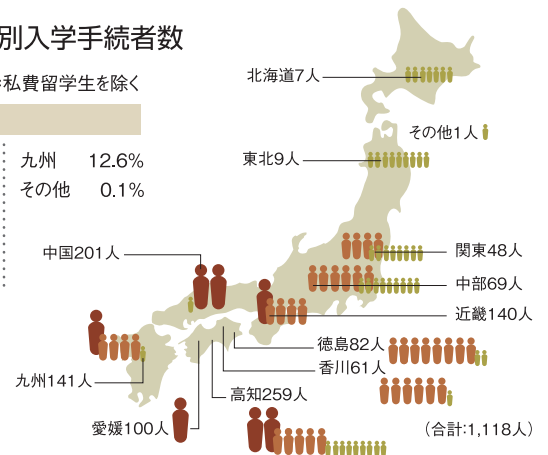 別入学手続者数
私費留学生を除く
九州 12.6%
その他 0.1%
北海道7人
その他1人
東北9人
中国201人
関東48人
中部69人
近畿140人
徳島82人
香川61人
九州141人
高知259人
愛媛100人
(合計:1,118人)